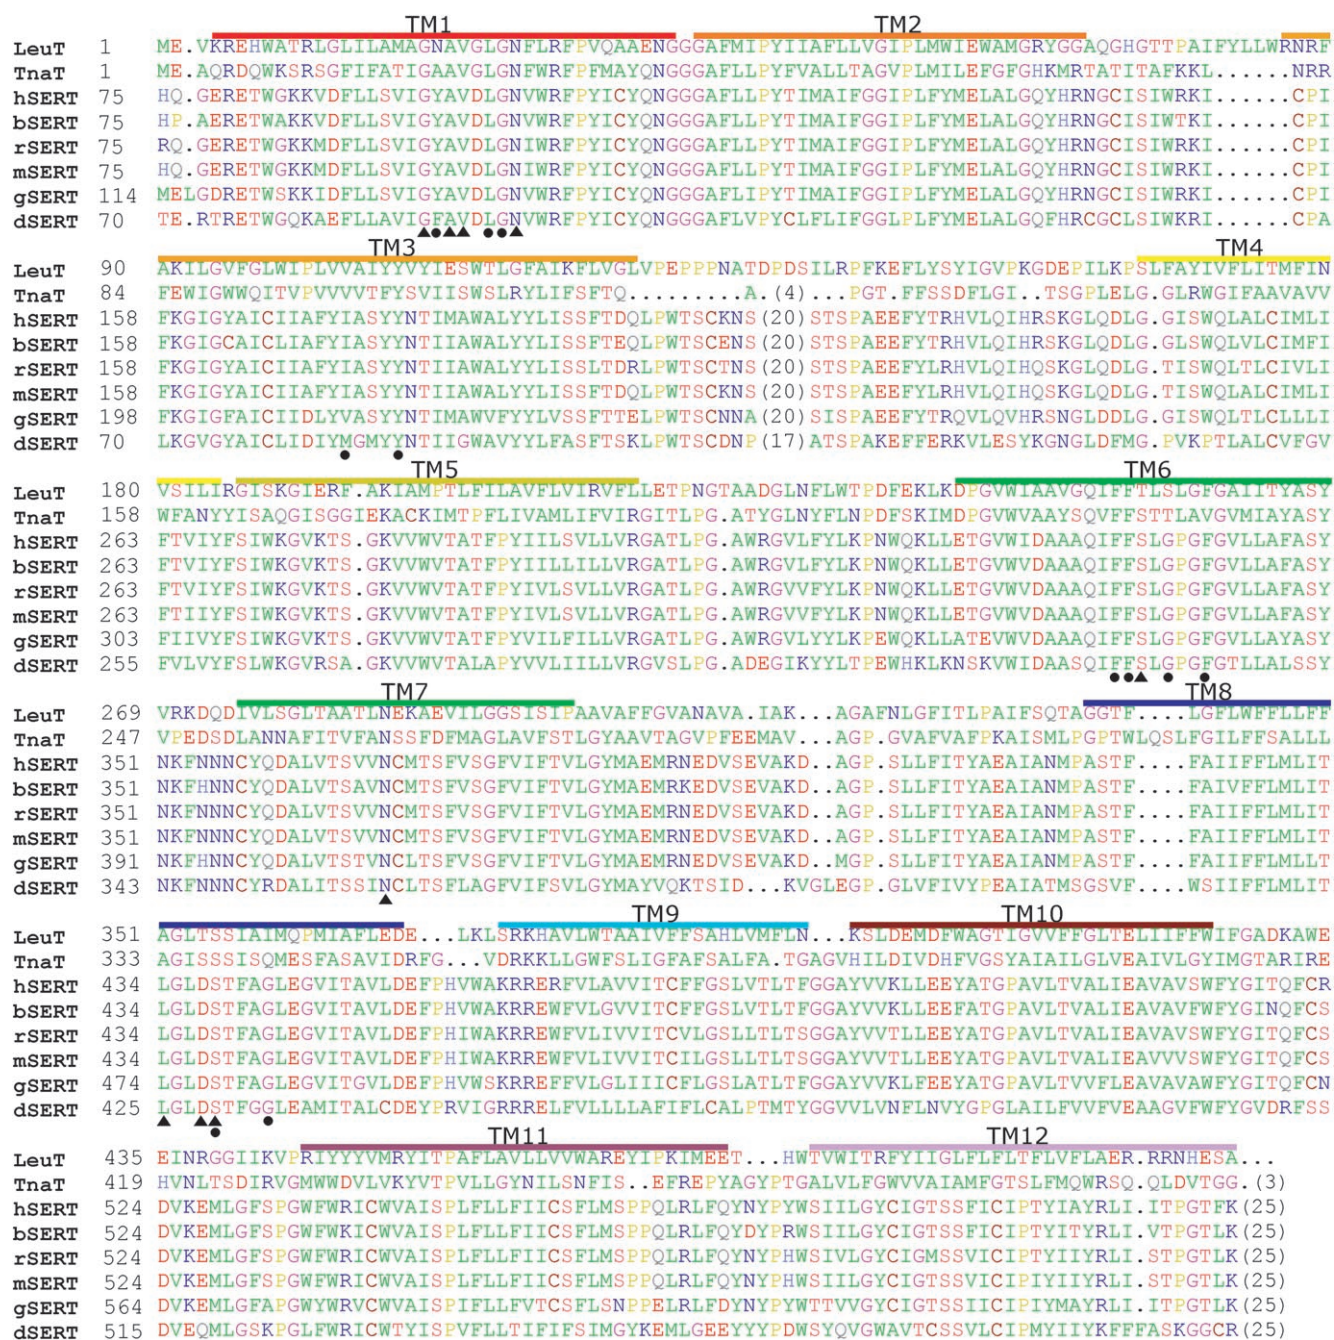 TM1 TM2
LeuT 1 ME.VKREHWATRLGLILAMAGNAVGLGNFLRFPVQAAENGGGAFMIPYIIAFLLVGIPLMWIEWAMGRYGGAQGHGTTPAIFYLLWRNRF
TnaT 1 ME.AQRDQWKSRSGFIFATIGAAVGLGNFWRFPFMAYQNGGGAFLLPYFVALLTAGVPLMILEFGFGHKMRTATITAFKKL......NRR
hSERT 75 HQ.GERETWGKKVDFLLSVIGYAVDLGNVWRFPYICYQNGGGAFLLPYTIMAIFGGIPLFYMELALGQYHRNGCISIWRKI......CPI
bSERT 75 HP.AERETWAKKVDFLLSVIGYAVDLGNVWRFPYICYQNGGGAFLLPYTIMAIFGGIPLFYMELALGQYHRNGCISIWTKI......CPI
rSERT 75 RQ.GERETWGKKMDFLLSVIGYAVDLGNIWRFPYICYQNGGGAFLLPYTIMAIFGGIPLFYMELALGQYHRNGCISIWRKI......CPI
mSERT 75 HQ.GERETWGKKMDFLLSVIGYAVDLGNIWRFPYICYQNGGGAFLLPYTIMAIFGGIPLFYMELALGQYHRNGCISIWRKI......CPI
gSERT 114 MELGDRETWSKKIDFLLSVIGYAVDLGNVWRFPYICYQNGGGAFLIPYTIMAIFGGIPLFYMELALGQYHRNGCISIWRKI......CPI
dSERT 70 TE.RTRETWGQKAEFLLAVIGFAVDLGNVWRFPYICYQNGGGAFLVPYCLFLIFGGLPLFYMELALGQFHRCGCLSIWKRI......CPA
TM3 TM4
LeuT 90 AKILGVFGLWIPLVVAIYYVYIESWTLGFAIKFLVGLVPEPPPNATDPDSILRPFKEFLYSYIGVPKGDEPILKPSLFAYIVFLITMFIN
TnaT 84 FEWIGWWQITVPVVVVTFYSVIISWSLRYLIFSFTQ.........A.(4)...PGT.FFSSDFLGI..TSGPLELG.GLRWGIFAAVAVV
hSERT 158 FKGIGYAICIIAFYIASYYNTIMAWALYYLISSFTDQLPWTSCKNS(20)STSPAEEFYTRHVLQIHRSKGLQDLG.GISWQLALCIMLI
bSERT 158 FKGIGCAICLIAFYIASYYNTIIAWALYYLISSFTEQLPWTSCENS(20)STSPAEEFYTRHVLQIHRSKGLQDLG.GLSWQLVLCIMFI
rSERT 158 FKGIGYAICIIAFYIASYYNTIIAWALYYLISSLTDRLPWTSCTNS(20)STSPAEEFYLRHVLQIHQSKGLQDLG.TISWQLTLCIVLI
mSERT 158 FKGIGYAICIIAFYIASYYNTIIAWALYYLISSFTDQLPWTSCKNS(20)STSPAEEFYLRHVLQIHQSKGLQDLG.TISWQLALCIMLI
gSERT 198 FKGIGFAICIIDLYVASYYNTIMAWVFYYLVSSFTTELPWTSCNNA(20)SISPAEEFYTRQVLQVHRSNGLDDLG.GISWQLTLCLLLI
dSERT 70 LKGVGYAICLIDIYMGMYYNTIIGWAVYYLFASFTSKLPWTSCDNP(17)ATSPAKEFFERKVLESYKGNGLDFMG.PVKPTLALCVFGV
TM5 TM6
LeuT 180 VSILIRGISKGIERF.AKIAMPTLFILAVFLVIRVFLLETPNGTAADGLNFLWTPDFEKLKDPGVWIAAVGQIFFTLSLGFGAIITYASY
TnaT 158 WFANYYISAQGISGGIEKACKIMTPFLIVAMLIFVIRGITLPG.ATYGLNYFLNPDFSKIMDPGVWVAAYSQVFFSTTLAVGVMIAYASY
hSERT 263 FTVIYFSIWKGVKTS.GKVVWVTATFPYIILSVLLVRGATLPG.AWRGVLFYLKPNWQKLLETGVWIDAAAQIFFSLGPGFGVLLAFASY
bSERT 263 FTVIYFSIWKGVKTS.GKVVWVTATFPYIILSVLLVRGATLPG.AWRGVLFYLKPNWQKLLETGVWIDAAAQIFFSLGPGFGVLLAFASY
rSERT 263 FTVIYFSIWKGVKTS.GKVVWVTATFPYIVLSVLLVRGATLPG.AWRGVVFYLKPNWQKLLETGVWVDAAAQIFFSLGPGFGVLLAFASY
mSERT 263 FTIIYFSIWKGVKTS.GKVVWVTATFPYIVLSVLLVRGATLPG.AWRGVVFYLKPNWQKLLETGVWVDAAAQIFFSLGPGFGVLLAFASY
gSERT 303 FIIVYFSIWKGVKTS.GKVVWVTATFPYVILFILLVRGATLPG.AWRGVLYYLKPEWQKLLATEVWVDAAAQIFFSLGPGFGVLLAYASY
dSERT 255 FVLVYFSLWKGVRSA.GKVVWVTALAPYVVLIILLVRGVSLPG.ADEGIKYYLTPEWHKLKNSKVWIDAASQIFFSLGPGFGTLLALSSY
TM7 TM8
LeuT 269 VRKDQDIVLSGLTAATLNEKAEVILGGSISIPAAVAFFGVANAVA.IAK...AGAFNLGFITLPAIFSQTAGGTF....LGFLWFFLLFF
TnaT 247 VPEDSDLANNAFITVFANSSFDFMAGLAVFSTLGYAAVTAGVPFEEMAV...AGP.GVAFVAFPKAISMLPGPTWLQSLFGILFFSALLL
hSERT 351 NKFNNNCYQDALVTSVVNCMTSFVSGFVIFTVLGYMAEMRNEDVSEVAKD..AGP.SLLFITYAEAIANMPASTF....FAIIFFLMLIT
bSERT 351 NKFHNNCYQDALVTSAVNCMTSFVSGFVIFTVLGYMAEMRKEDVSEVAKD..AGP.SLLFITYAEAIANMPASTF....FAIIFFLMLIT
rSERT 351 NKFNNNCYQDALVTSVVNCMTSFVSGFVIFTVLGYMAEMRNEDVSEVAKD..AGP.SLLFITYAEAIANMPASTF....FAIIFFLMLIT
mSERT 351 NKFNNNCYQDALVTSVVNCMTSFVSGFVIFTVLGYMAEMRNEDVSEVAKD..AGP.SLLFITYAEAIANMPASTF....FAIIFFLMLIT
gSERT 391 NKFHNNCYQDALVTSTVNCLTSFVSGFVIFTVLGYMAEMRNEDVSEVAKD..MGP.SLLFITYAEAIANMPASTF....FAIIFFLMLLT
dSERT 343 NKFNNNCYRDALITSSINCLTSFLAGFVIFSVLGYMAYVQKTSID...KVGLEGP.GLVFIVYPEAIATMSGSVF....WSIIFFLMLIT
TM9 TM10
LeuT 351 AGLTSSIAIMQPMIAFLEDE...LKLSRKHAVLWTAAIVFFSAHLVMFLN...KSLDEMDFWAGTIGVVFFGLTELIIFFWIFGADKAWE
TnaT 333 AGISSSISQMESFASAVIDRFG...VDRKKLLGWFSLIGFAFSALFA.TGAGVHILDIVDHFVGSYAIAILGLVEAIVLGYIMGTARIRE
hSERT 434 LGLDSTFAGLEGVITAVLDEFPHVWAKRRERFVLAVVITCFFGSLVTLTFGGAYVVKLLEEYATGPAVLTVALIEAVAVSWFYGITQFCR
bSERT 434 LGLDSTFAGLEGVITAVLDEFPHIWAKRREWFVLGVVITCFFGSLVTLTFGGAYVVKLLEEFATGPAVLTVALIEAVAVFWFYGINQFCS
rSERT 434 LGLDSTFAGLEGVITAVLDEFPHIWAKRREWFVLIVVITCVLGSLLTLTSGGAYVVTLLEEYATGPAVLTVALIEAVAVSWFYGITQFCS
mSERT 434 LGLDSTFAGLEGVITAVLDEFPHIWAKRREWFVLIVVITCILGSLLTLTSGGAYVVTLLEEYATGPAVLTVALIEAVVVSWFYGITQFCS
gSERT 474 LGLDSTFAGLEGVITGVLDEFPHVWSKRREFFVLGLIIICFLGSLATLTFGGAYVVKLFEEYATGPAVLTVVFLEAVAVAWFYGITQFCN
dSERT 425 LGLDSTFGGLEAMITALCDEYPRVIGRRRELFVLLLLAFIFLCALPTMTYGGVVLVNFLNVYGPGLAILFVVFVEAAGVFWFYGVDRFSS
TM11 TM12
LeuT 435 EINRGGIIKVPRIYYYVMRYITPAFLAVLLVVWAREYIPKIMEET...HWTVWITRFYIIGLFLFLTFLVFLAER.RRNHESA...
TnaT 419 HVNLTSDIRVGMWWDVLVKYVTPVLLGYNILSNFIS..EFREPYAGYPTGALVLFGWVVAIAMFGTSLFMQWRSQ.QLDVTGG.(3)
hSERT 524 DVKEMLGFSPGWFWRICWVAISPLFLLFIICSFLMSPPQLRLFQYNYPYWSIILGYCIGTSSFICIPTYIAYRLI.ITPGTFK(25)
bSERT 524 DVKEMLGFSPGWFWKICWVAISPLFLLFIICSFLMSPPQLRLFQYDYPRWSIILGYCIGTSSFICIPTYITYRLI.VTPGTLK(25)
rSERT 524 DVKEMLGFSPGWFWRICWVAISPLFLLFIICSFLMSPPQLRLFQYNYPHWSIVLGYCIGMSSVICIPTYIIYRLI.STPGTLK(25)
mSERT 524 DVKEMLGFSPGWFWRICWVAISPLFLLFIICSFLMSPPQLRLFQYNYPHWSIILGYCIGTSSVICIPIYIIYRLI.STPGTLK(25)
gSERT 564 DVKEMLGFAPGWYWRVCWVAISPIFLLFVTCSFLSNPPELRLFDYNYPYWTTVVGYCIGTSSIICIPIYMAYRLI.ITPGTLK(25)
dSERT 515 DVEQMLGSKPGLFWRICWTYISPVFLLTIFIFSIMGYKEMLGEEYYYPDWSYQVGWAVTCSSVLCIPMYIIYKFFFASKGGCR(25)